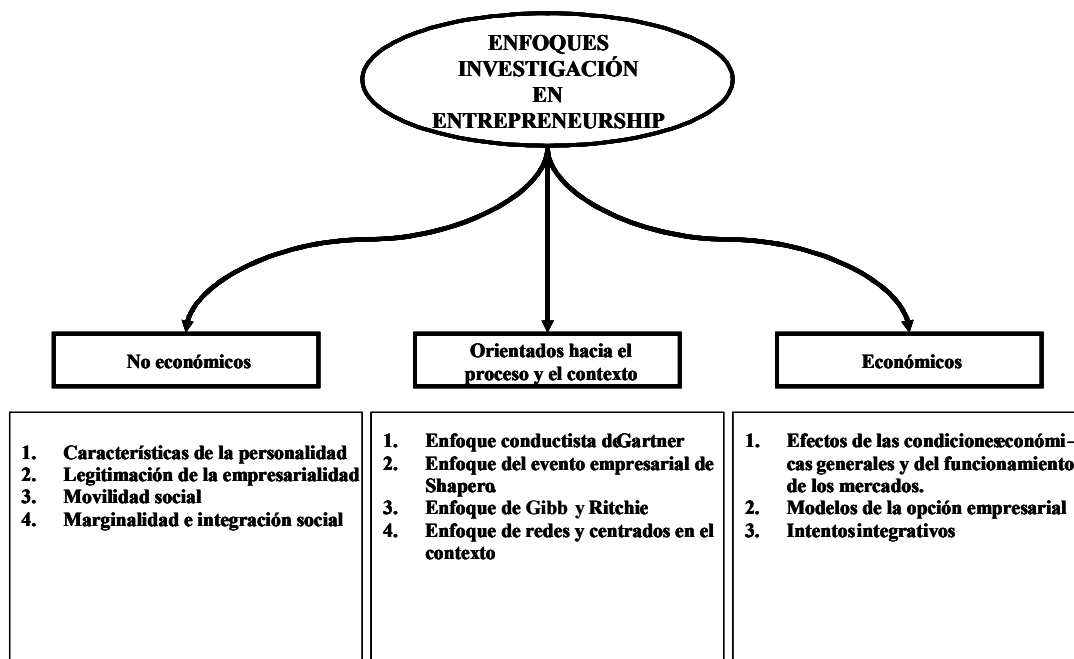 ENFOQUES
INVESTIGACIÓN
EN
ENTREPRENEURSHIP
No económicos
Orientados hacia el
proceso y el contexto
Económicos
1. Características de la personalidad
2. Legitimación de la empresarialidad
3. Movilidad social
4. Marginalidad e integración social
1. Enfoque conductista de Gartner
2. Enfoque del evento empresarial de
Shapero.
3. Enfoque de Gibb y Ritchie
4. Enfoque de redes y centrados en el
contexto
1. Efectos de las condiciones económi–
cas generales y del funcionamiento
de los mercados.
2. Modelos de la opción empresarial
3. Intentos integrativos